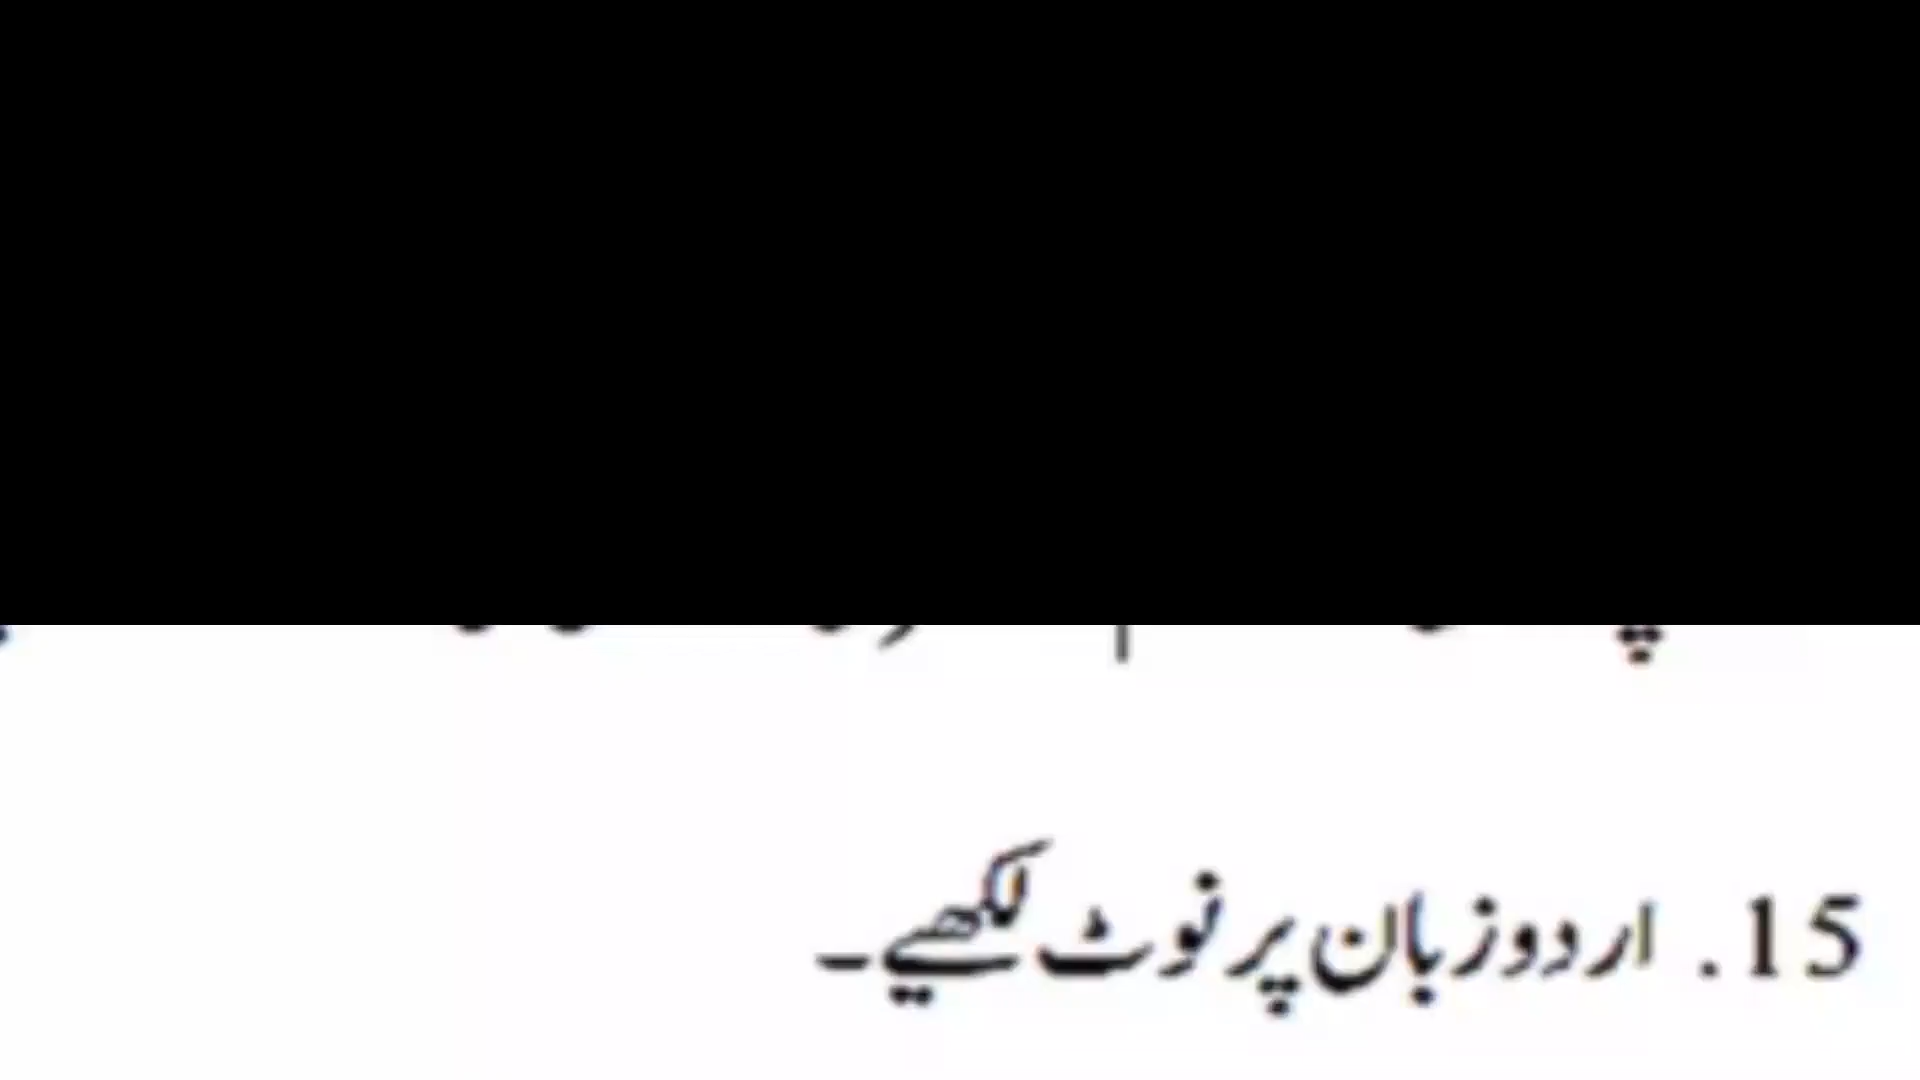 15. اردو زبان پر نوٹ لکھیے۔